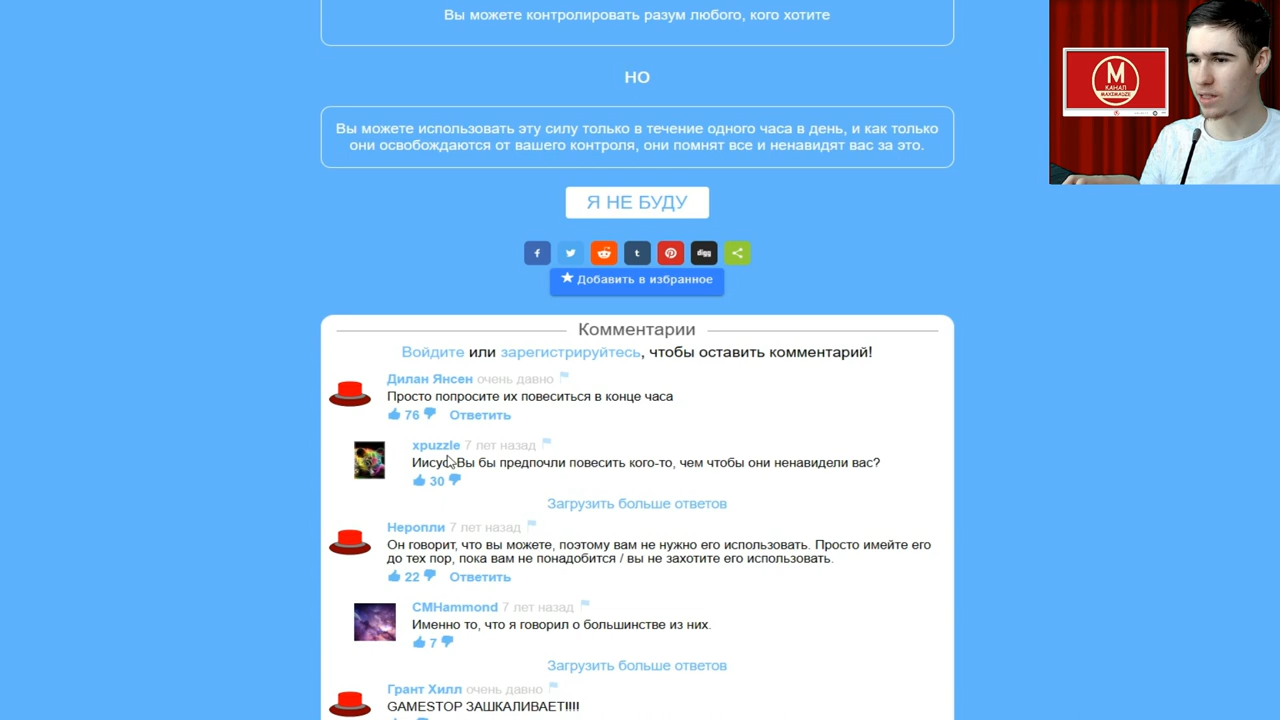 Вы можете контролировать разум любого, кого хотите
НО
Вы можете использовать эту силу только в течение одного часа в день, и как только
они освобождаются от вашего контроля, они помнят все и ненавидят вас за это.
Я НЕ БУДУ
digg
Добавить в избранное
Комментарии
Войдите или зарегистрируйтесь, чтобы оставить комментарий!
Дилан Янсен очень давно
Просто попросите их повеситься в конце часа
76 Ответить
xpuzzle 7 лет назад
Иисус Вы бы предпочли повесить кого-то, чем чтобы они ненавидели вас?
30
Загрузить больше ответов
Неропли 7 лет назад
Он говорит, что вы можете, поэтому вам не нужно его использовать. Просто имейте его
до тех пор, пока вам не понадобится / вы не захотите его использовать.
22 Ответить
CMHammond 7 лет назад
Именно то, что я говорил о большинстве из них.
7
Загрузить больше ответов
Грант Хилл очень давно
GAMESTOP ЗАШКАЛИВАЕТ!!!!
М
КАНАЛ
MAXIMADZE